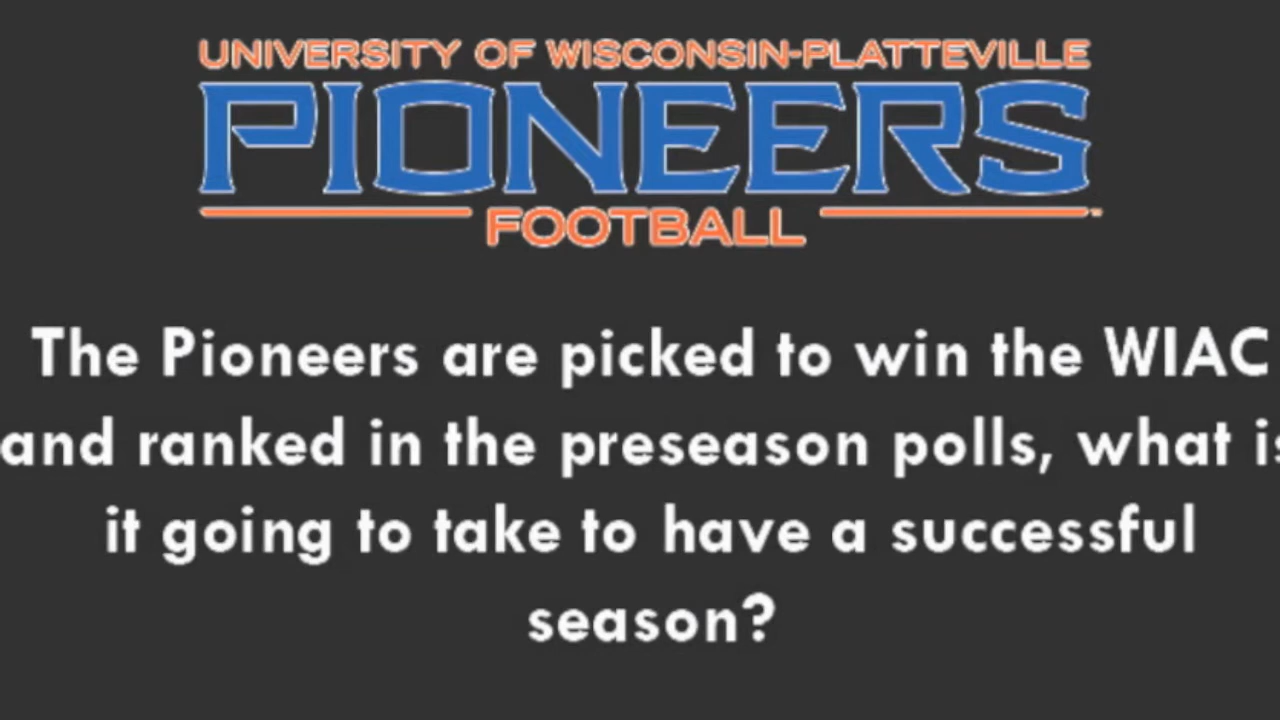 UNIVERSITY OF WISCONSIN-PLATTEVILLE
PIONEERS
FOOTBALL
The Pioneers are picked to win the WIAC
and ranked in the preseason polls, what is
it going to take to have a successful
season?